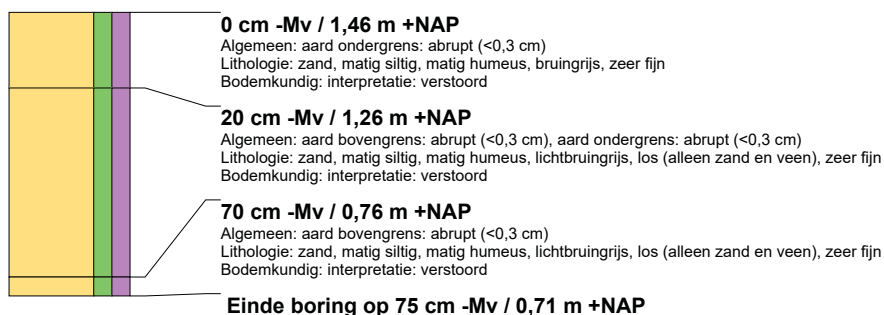 0 cm -Mv / 1,46 m +NAP
Algemeen: aard ondergrens: abrupt (<0,3 cm)
Lithologie: zand, matig siltig, matig humeus, bruingrijs, zeer fijn
Bodemkundig: interpretatie: verstoord
20 cm -Mv / 1,26 m +NAP
Algemeen: aard bovengrens: abrupt (<0,3 cm), aard ondergrens: abrupt (<0,3 cm)
Lithologie: zand, matig siltig, matig humeus, lichtbruingrijs, los (alleen zand en veen), zeer fijn
Bodemkundig: interpretatie: verstoord
70 cm -Mv / 0,76 m +NAP
Algemeen: aard bovengrens: abrupt (<0,3 cm)
Lithologie: zand, matig siltig, matig humeus, lichtbruingrijs, los (alleen zand en veen), zeer fijn
Bodemkundig: interpretatie: verstoord
Einde boring op 75 cm -Mv / 0,71 m +NAP